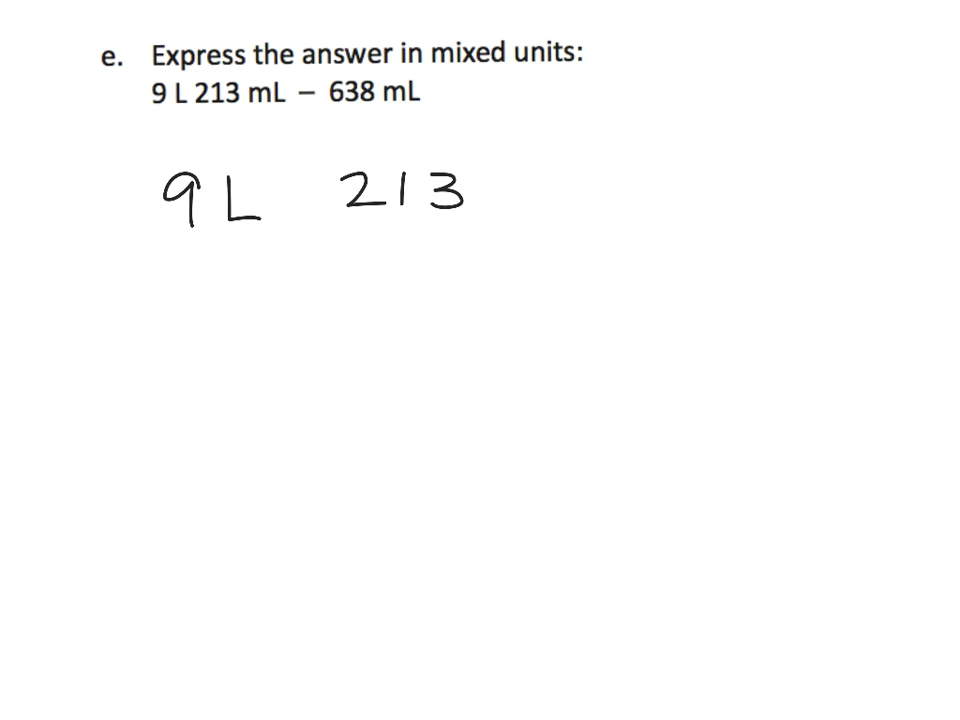 e. Express the answer in mixed units:
9 L 213 mL – 638 mL
9 L 213